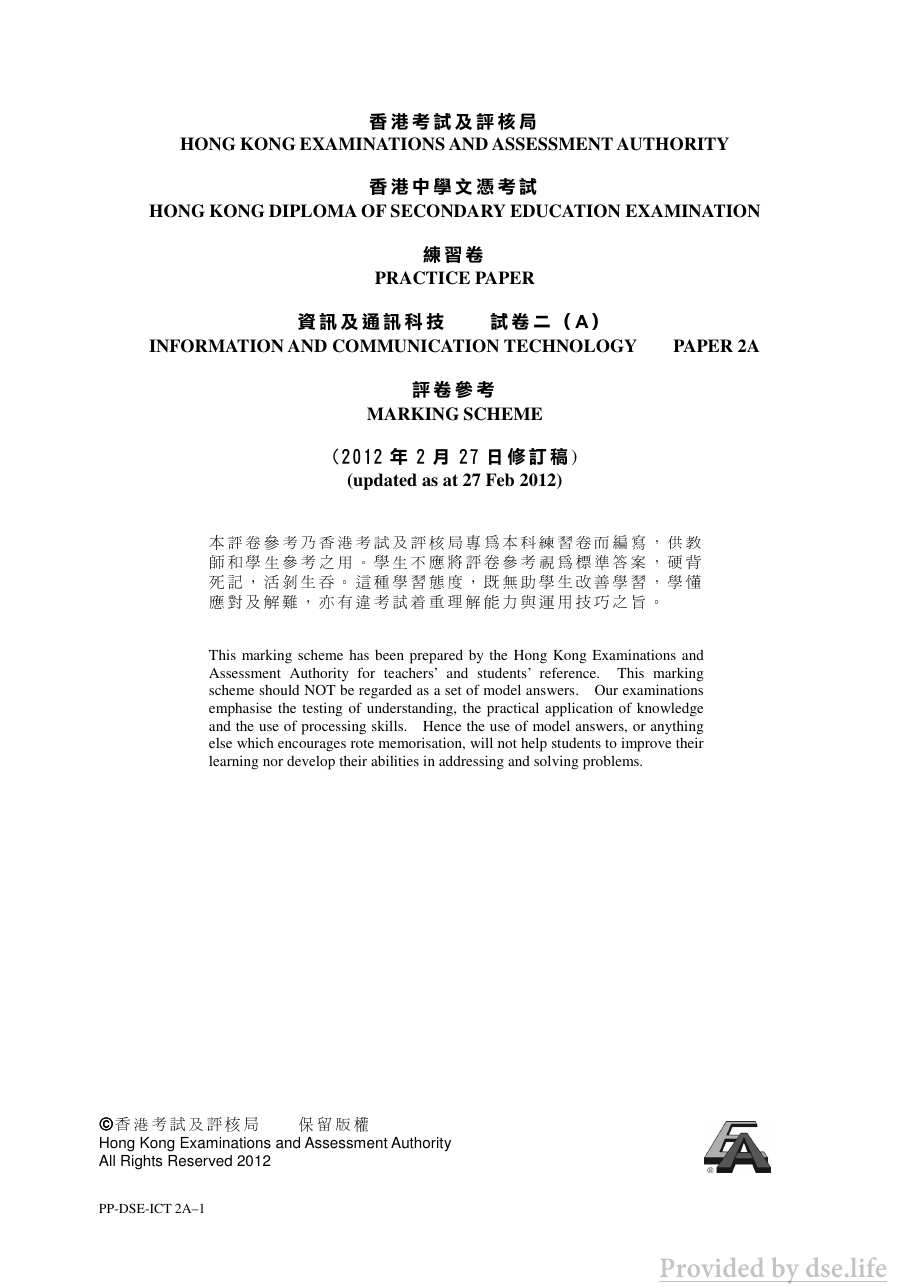 香港考試及評核局
HONG KONG EXAMINATIONS AND ASSESSMENT AUTHORITY
香港中學文憑考試
HONG KONG DIPLOMA OF SECONDARY EDUCATION EXAMINATION
練習卷
PRACTICE PAPER
資訊及通訊科技 試卷二（A）
INFORMATION AND COMMUNICATION TECHNOLOGY PAPER 2A
評卷參考
MARKING SCHEME
(2012 年 2 月 27 日修訂稿)
(updated as at 27 Feb 2012)
本評卷參考乃香港考試及評核局專爲本科練習卷而編寫，供教
師和學生參考之用。學生不應將評卷參考視爲標準答案，硬背
死記，活剝生吞。這種學習態度，既無助學生改善學習，學懂
應對及解難，亦有違考試着重理解能力與運用技巧之旨。
This marking scheme has been prepared by the Hong Kong Examinations and
Assessment Authority for teachers’ and students’ reference. This marking
scheme should NOT be regarded as a set of model answers. Our examinations
emphasise the testing of understanding, the practical application of knowledge
and the use of processing skills. Hence the use of model answers, or anything
else which encourages rote memorisation, will not help students to improve their
learning nor develop their abilities in addressing and solving problems.
©香港考試及評核局 保留版權
Hong Kong Examinations and Assessment Authority
All Rights Reserved 2012
EA
®
PP-DSE-ICT 2A–1
Provided by dse.life